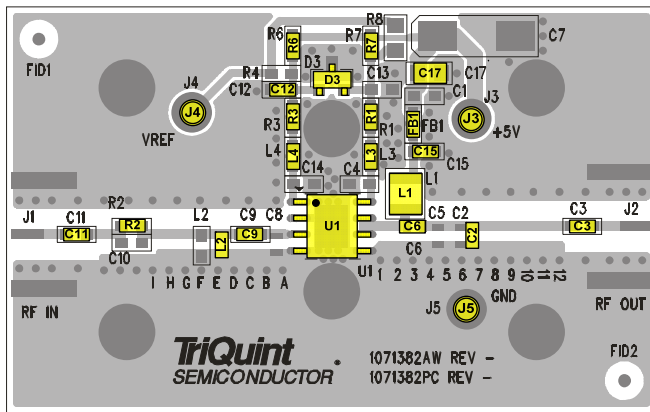 R6 R7 R8
R6 R7 C7
FID1 D3
R4 D3 C13 C17 C17
J4 C12 C12 C1 J3
J4 R3 R3 R1 R1 FB1 FB1 J3
VREF +5V
L4 L4 L3 L3 C15 C15
C14 C4 L1
L1
J1 C11 R2 L2 C9 C8 C5 C2 C3 J2
C11 R2 L2 C9 U1 C6 C2 C3
C10 C6
U1
I H G F E D C B A 1 2 3 4 5 6 7 8 9 10 11 12
RF IN J5 J5 GND RF OUT
TriQuint
SEMICONDUCTOR
1071382AW REV -
1071382PC REV -
FID2